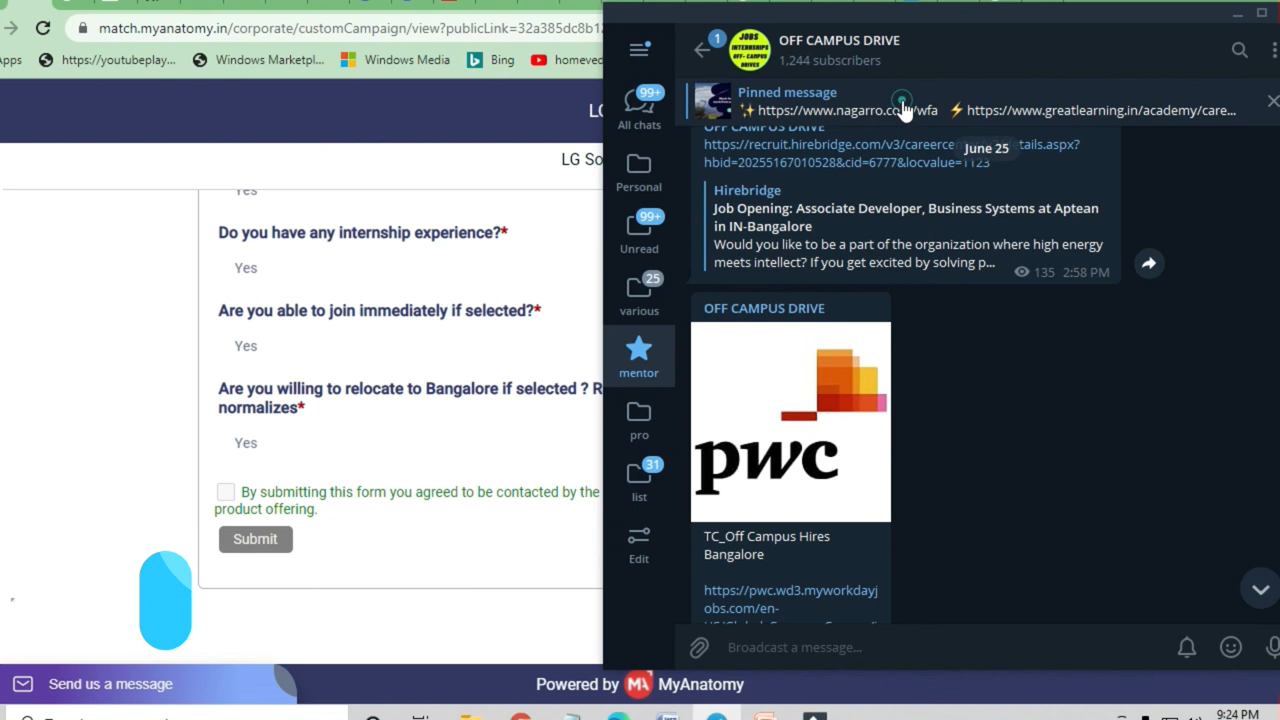 match.myanatomy.in/corporate/customCampaign/view?publicLink=32a385dc8b1
Apps
https://youtubeplay...
Windows Marketpl...
Windows Media
Bing
homeved
LG So
Yes
Do you have any internship experience?*
Yes
Are you able to join immediately if selected?*
Yes
Are you willing to relocate to Bangalore if selected ? R
normalizes*
Yes
By submitting this form you agreed to be contacted by the
product offering.
Submit
Send us a message
Powered by MA MyAnatomy
1
JOBS
INTERNSHIPS
OFF- CAMPUS
DRIVES
OFF CAMPUS DRIVE
1,244 subscribers
99+
All chats
Personal
99+
Unread
25
various
mentor
pro
31
list
Edit
Pinned message
✨ https://www.nagarro.co /wfa ⚡ https://www.greatlearning.in/academy/care...
OFF CAMPUS DRIVE
https://recruit.hirebridge.com/v3/careerce etails.aspx?
June 25
hbid=20255167010528&cid=6777&locvalue=1123
Hirebridge
Job Opening: Associate Developer, Business Systems at Aptean
in IN-Bangalore
Would you like to be a part of the organization where high energy
meets intellect? If you get excited by solving p...
135 2:58 PM
OFF CAMPUS DRIVE
pwc
TC_Off Campus Hires
Bangalore
https://pwc.wd3.myworkdayj
obs.com/en-
Broadcast a message...
9:24 PM